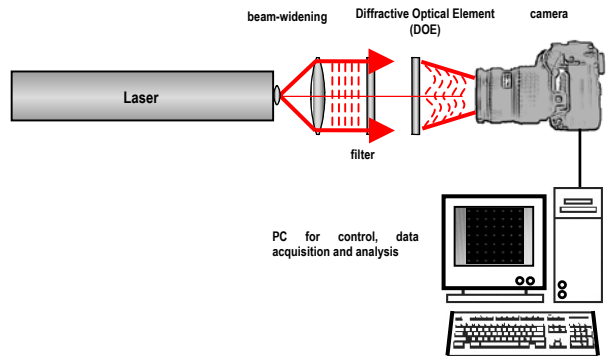 beam-widening
Diffractive Optical Element
(DOE)
camera
Laser
filter
PC for control, data
acquisition and analysis